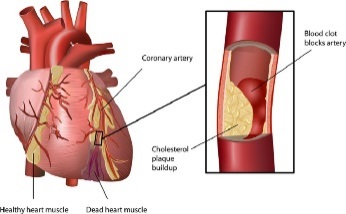 Coronary artery
Blood clot
blocks artery
Cholesterol
plaque
buildup
Healthy heart muscle
Dead heart muscle